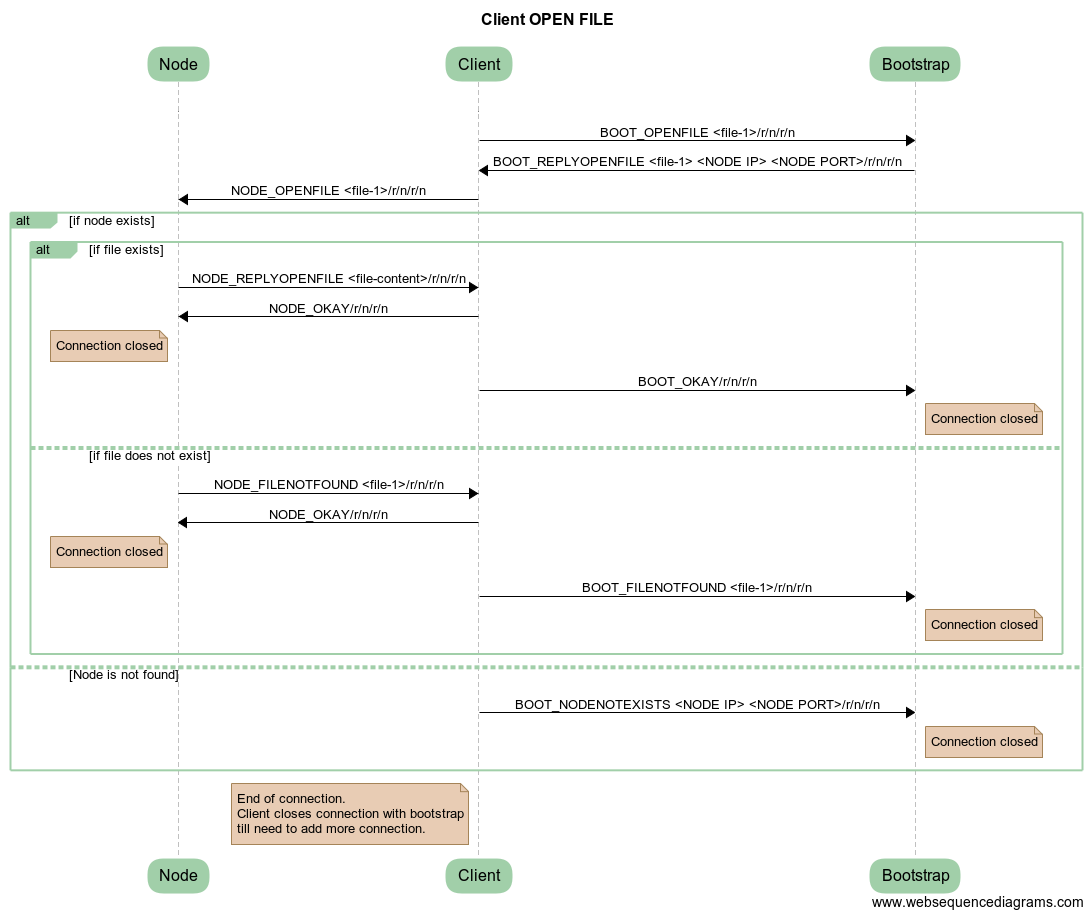 Client OPEN FILE
Node
Client
Bootstrap
BOOT_OPENFILE <file-1>/r/n/r/n
BOOT_REPLYOPENFILE <file-1> <NODE IP> <NODE PORT>/r/n/r/n
NODE_OPENFILE <file-1>/r/n/r/n
alt
[if node exists]
alt
[if file exists]
NODE_REPLYOPENFILE <file-content>/r/n/r/n
NODE_OKAY/r/n/r/n
Connection closed
BOOT_OKAY/r/n/r/n
Connection closed
[if file does not exist]
NODE_FILENOTFOUND <file-1>/r/n/r/n
NODE_OKAY/r/n/r/n
Connection closed
BOOT_FILENOTFOUND <file-1>/r/n/r/n
Connection closed
[Node is not found]
BOOT_NODENOTEXISTS <NODE IP> <NODE PORT>/r/n/r/n
Connection closed
End of connection.
Client closes connection with bootstrap
till need to add more connection.
Node
Client
Bootstrap
www.websequencediagrams.com